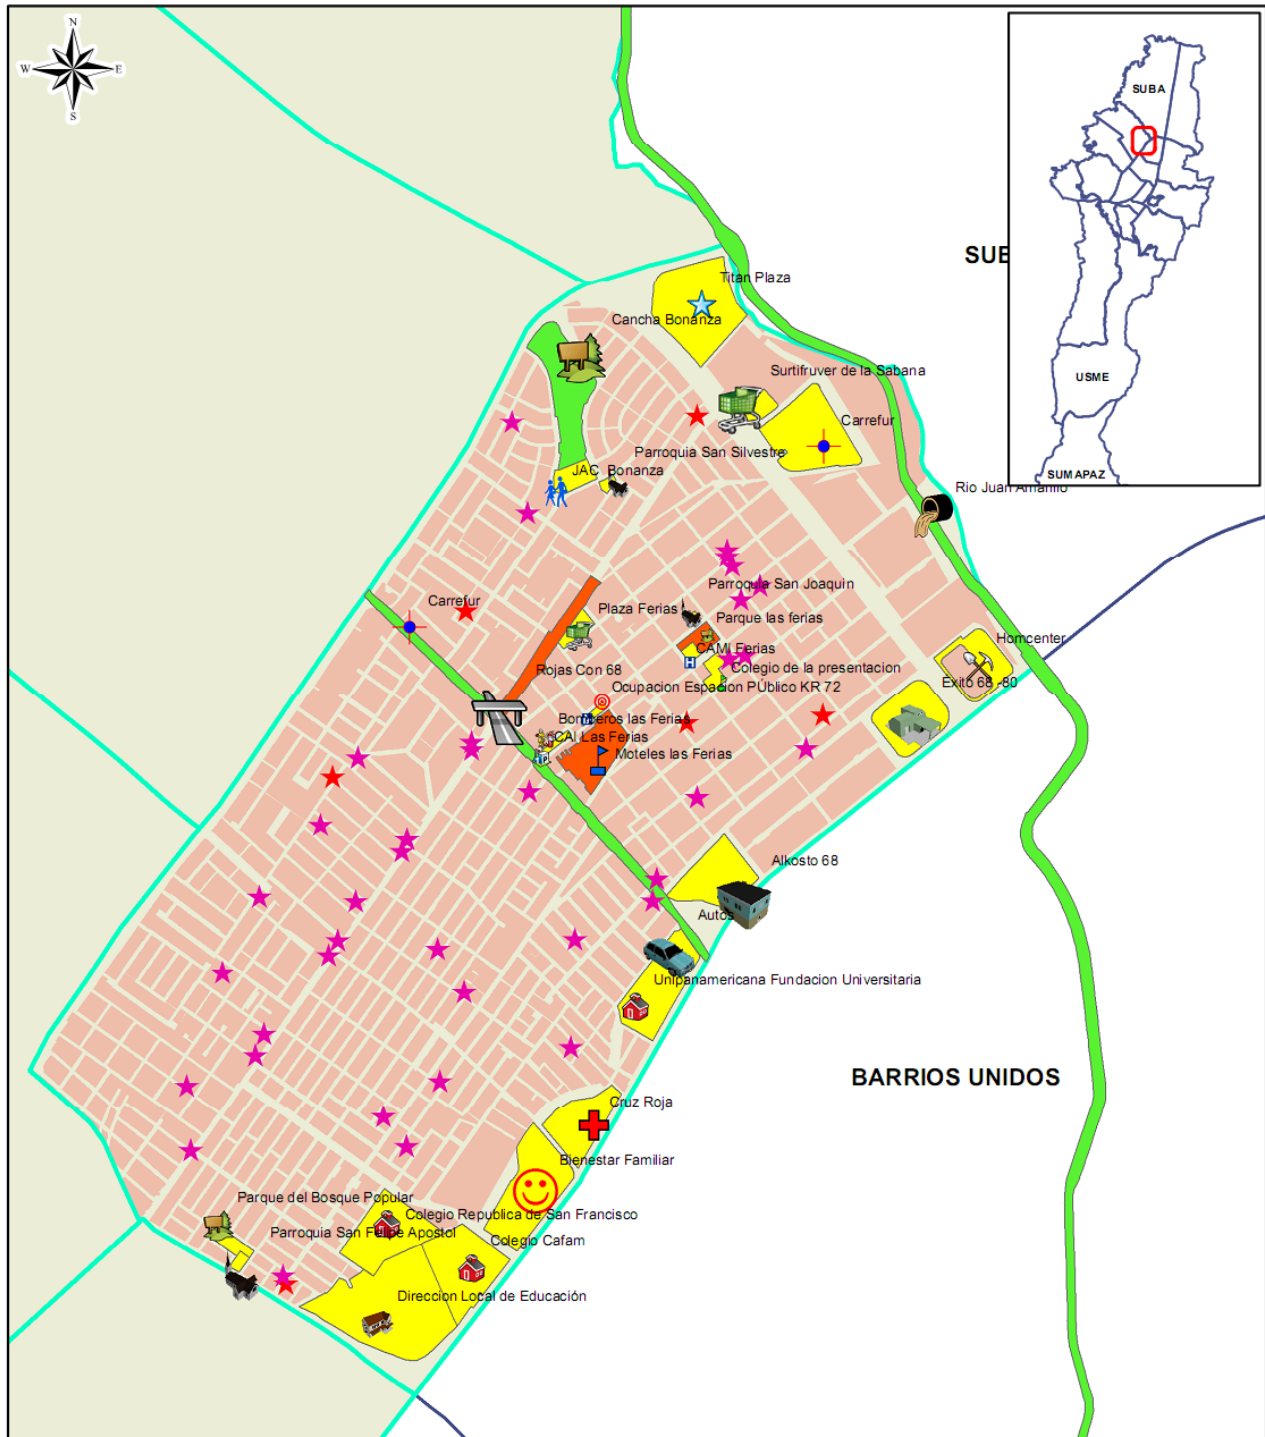 N
W E
S
SUBA
USME
SUMAPAZ
Titan Plaza
Cancha Bonanza
Surtifruver de la Sabana
Carrefur
Parroquia San Silvestre
JAC Bonanza
Rio Juan Amarillo
Parroquia San Joaquin
Carrefur
Plaza Ferias
Parque las ferias
Homcenter
CAMI Ferias
Rojas Con 68
Colegio de la presentacion
Exito 68 -80
Ocupacion Espacion PÚblico KR 72
Bomberos las Ferias
CAI Las Ferias
Moteles las Ferias
Alkosto 68
Autos
Unipanamericana Fundacion Universitaria
BARRIOS UNIDOS
Cruz Roja
Bienestar Familiar
Parque del Bosque Popular
Colegio Republica de San Francisco
Parroquia San Felipe Apostol
Colegio Cafam
Direccion Local de Educación
H